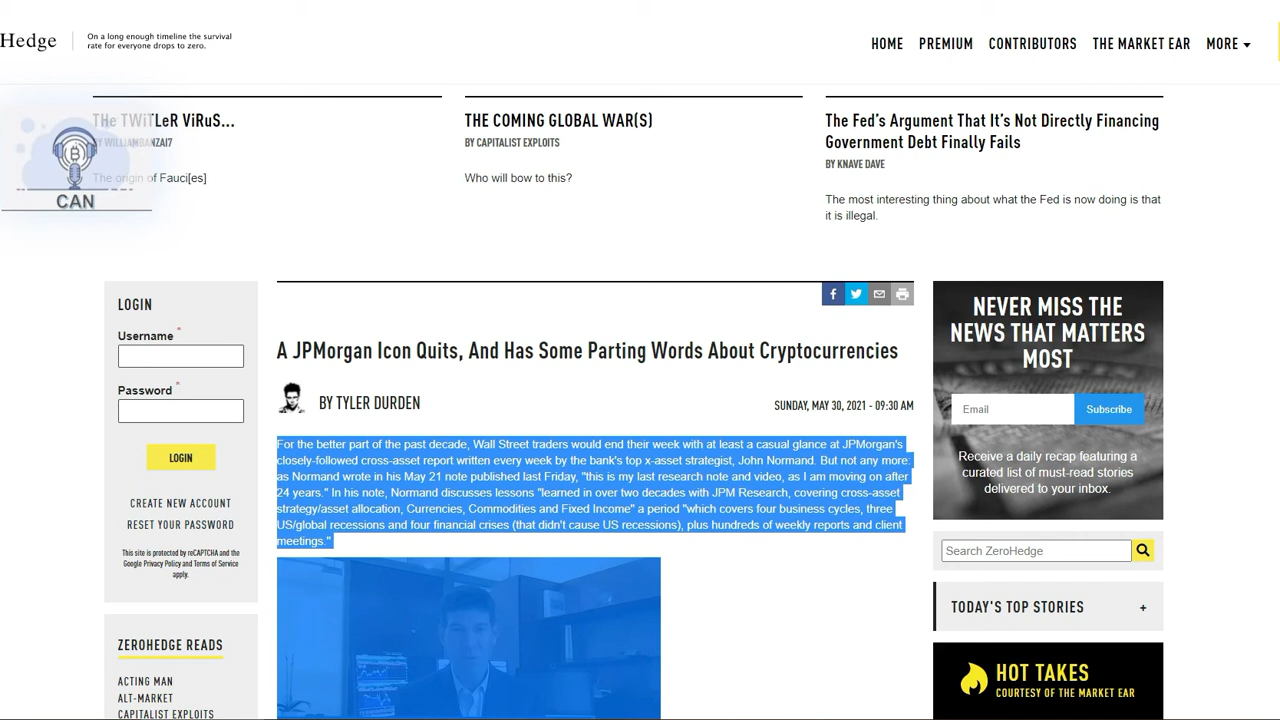 Hedge
On a long enough timeline the survival
rate for everyone drops to zero.
HOME PREMIUM CONTRIBUTORS THE MARKET EAR MORE
THe TWiTLeR ViRuS...
BY WILLIAMBANZAI7
The origin of Fauci[es]
CAN
THE COMING GLOBAL WAR(S)
BY CAPITALIST EXPLOITS
Who will bow to this?
The Fed's Argument That It's Not Directly Financing
Government Debt Finally Fails
BY KNAVE DAVE
The most interesting thing about what the Fed is now doing is that
it is illegal.
LOGIN
Username *
Password *
LOGIN
CREATE NEW ACCOUNT
RESET YOUR PASSWORD
This site is protected by reCAPTCHA and the
Google Privacy Policy and Terms of Service
apply.
ZEROHEDGE READS
ACTING MAN
ALT-MARKET
CAPITALIST EXPLOITS
A JPMorgan Icon Quits, And Has Some Parting Words About Cryptocurrencies
BY TYLER DURDEN
SUNDAY, MAY 30, 2021 - 09:30 AM
For the better part of the past decade, Wall Street traders would end their week with at least a casual glance at JPMorgan's
closely-followed cross-asset report written every week by the bank's top x-asset strategist, John Normand. But not any more:
as Normand wrote in his May 21 note published last Friday, "this is my last research note and video, as I am moving on after
24 years." In his note, Normand discusses lessons "learned in over two decades with JPM Research, covering cross-asset
strategy/asset allocation, Currencies, Commodities and Fixed Income" a period "which covers four business cycles, three
US/global recessions and four financial crises (that didn't cause US recessions), plus hundreds of weekly reports and client
meetings."
NEVER MISS THE
NEWS THAT MATTERS
MOST
Email
Subscribe
Receive a daily recap featuring a
curated list of must-read stories
delivered to your inbox.
Search ZeroHedge
TODAY'S TOP STORIES +
HOT TAKES
COURTESY OF THE MARKET EAR